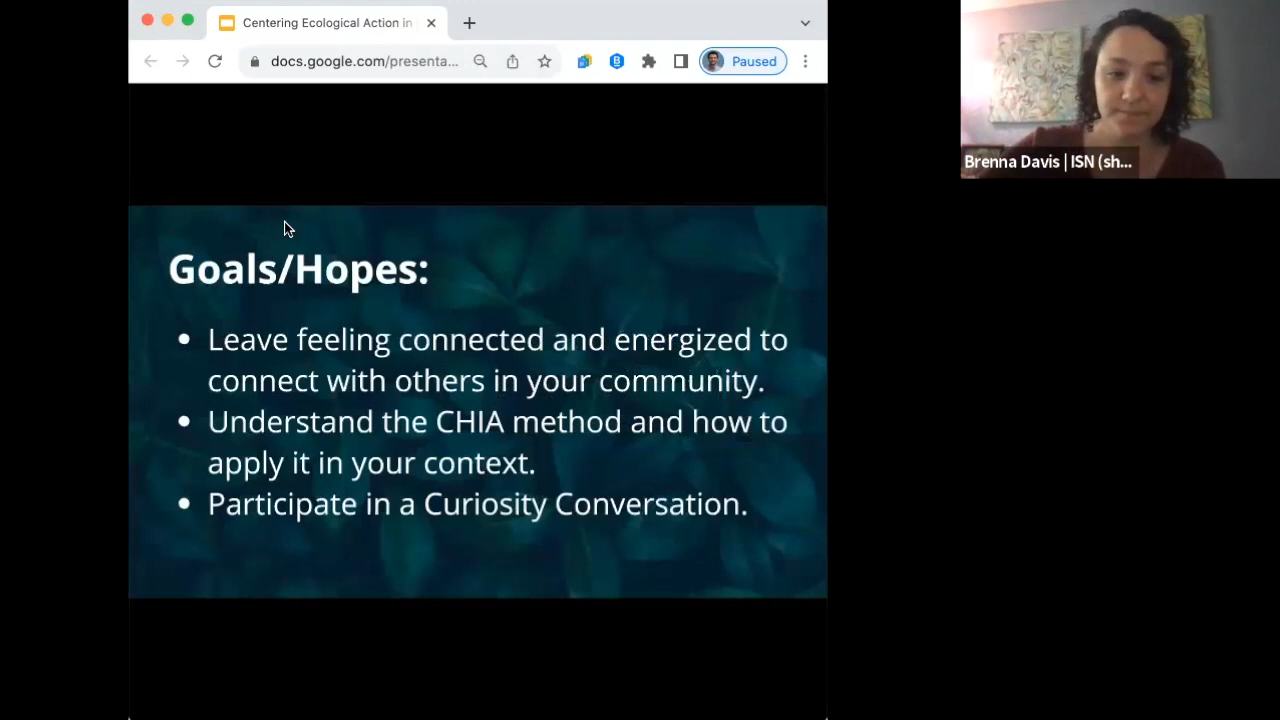 Centering Ecological Action in
docs.google.com/presenta...
Paused
Brenna Davis | ISN (sh...
Goals/Hopes:
• Leave feeling connected and energized to
connect with others in your community.
• Understand the CHIA method and how to
apply it in your context.
• Participate in a Curiosity Conversation.